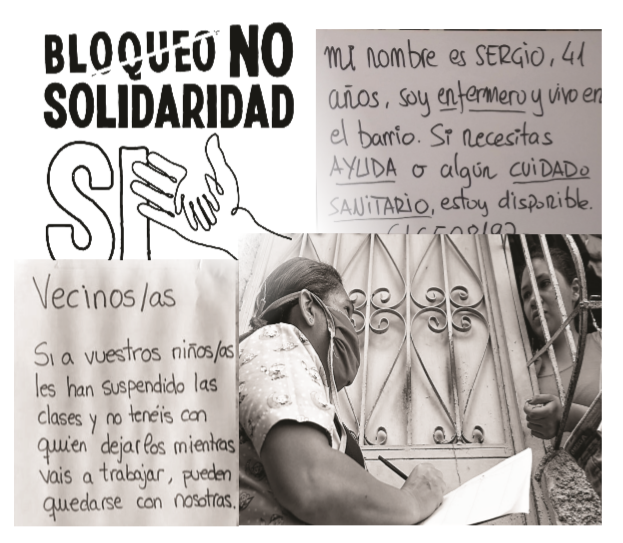 BLOQUEO NO
SOLIDARIDAD
SI
mi nombre es SERGIO, 41
años, soy enfermero y vivo en
el barrio. Si necesitas
AYUDA o algún CUIDADO
SANITARIO, estoy disponible.
Vecinos/as
Si a vuestros niños/as
les han suspendido las
clases y no tenéis con
quien dejarlos mientras
vais a trabajar, pueden
quedarse con nosotras.